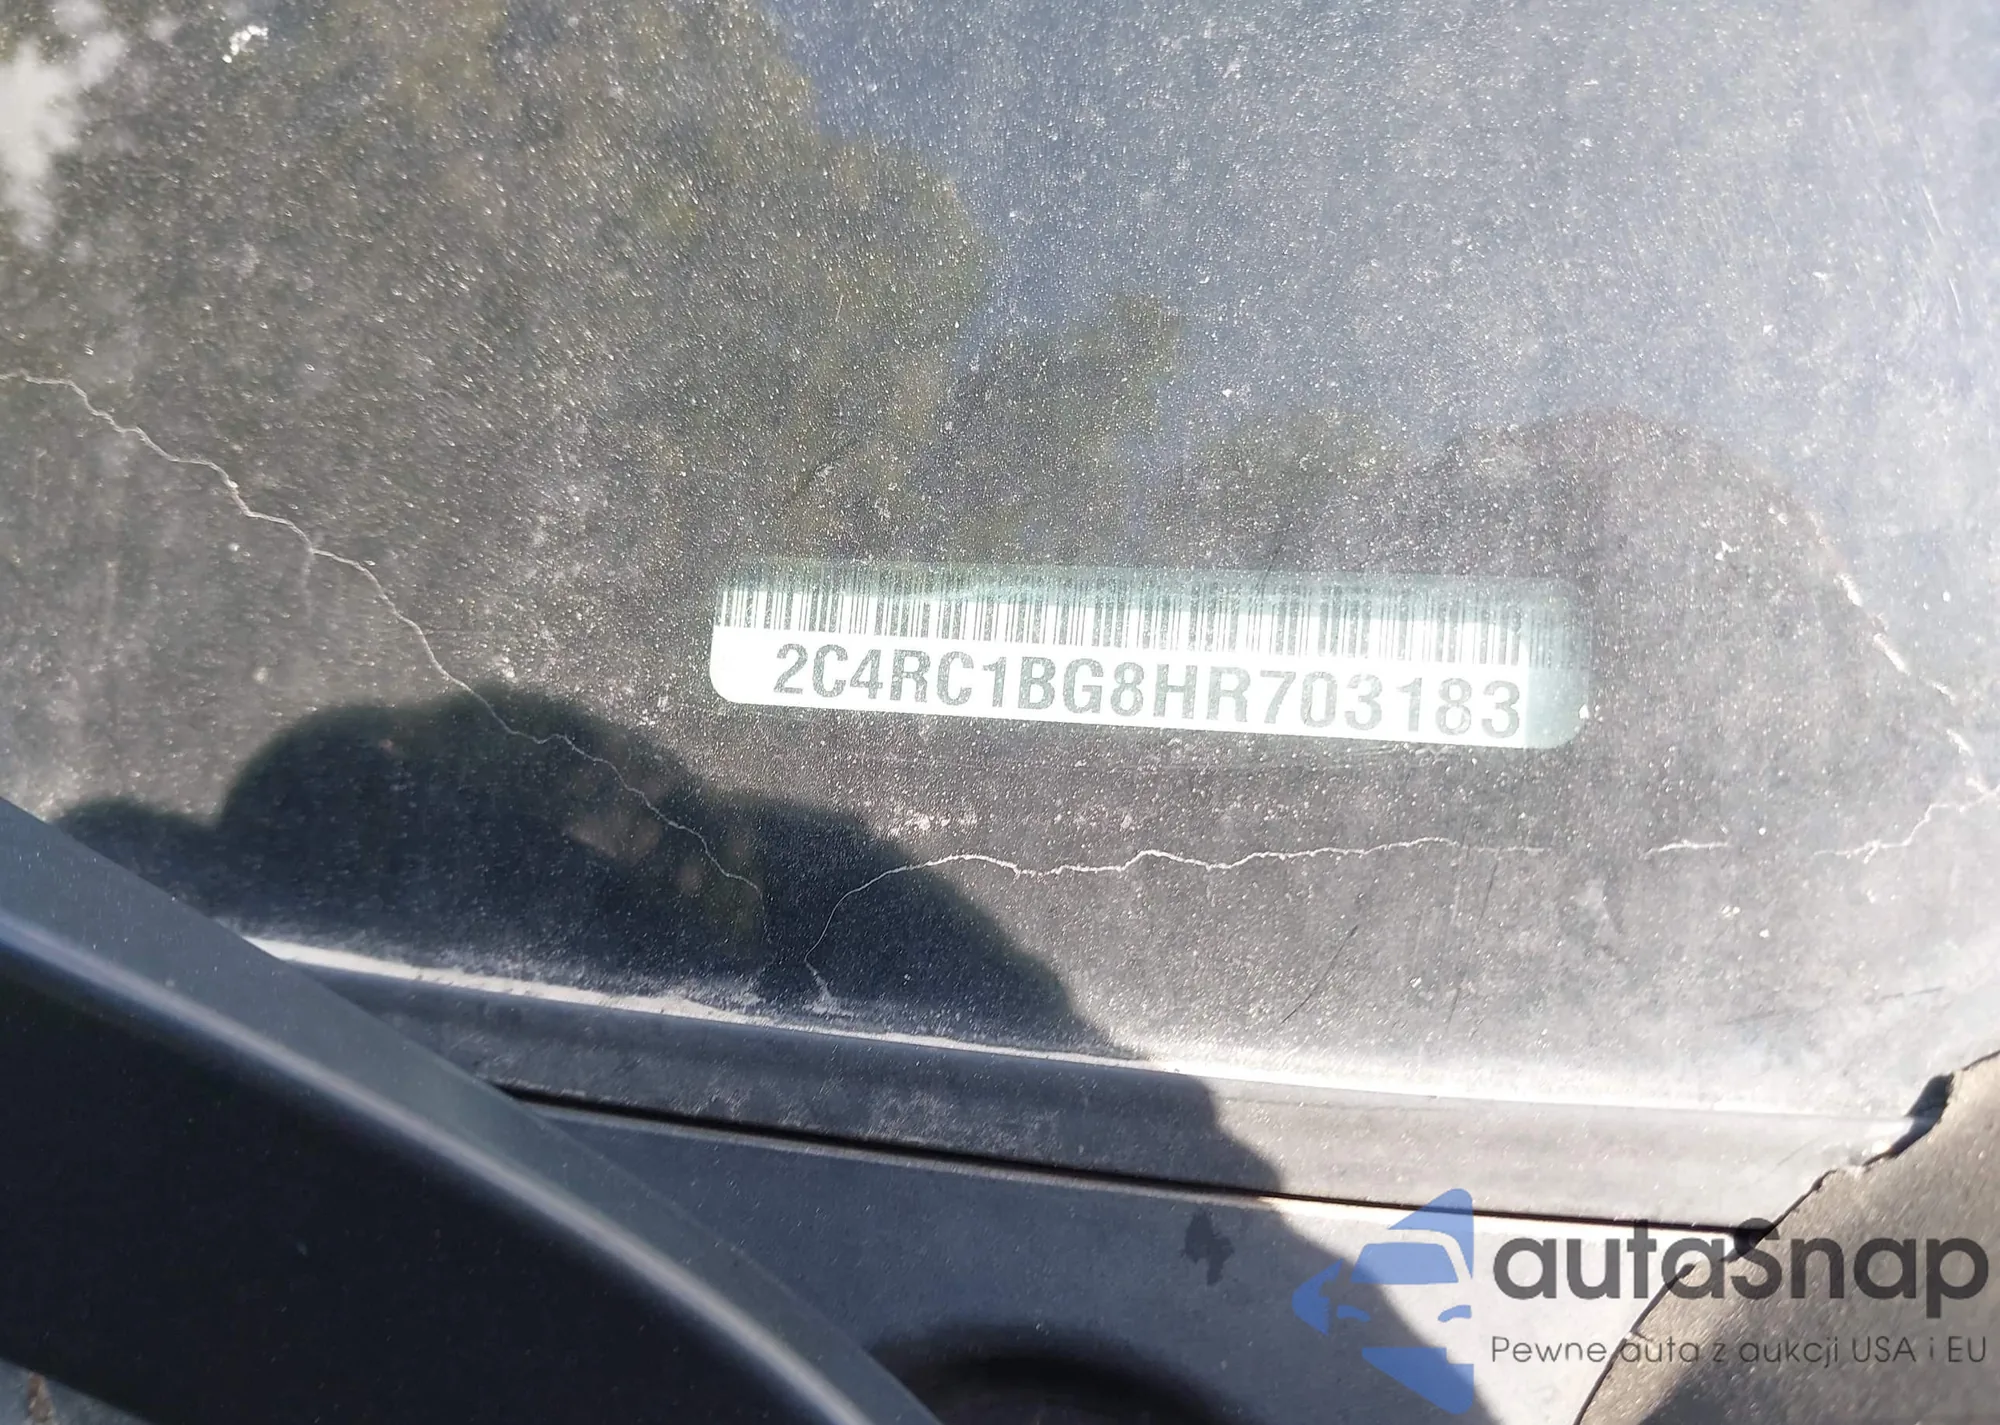 2C4RC1BG8HR703183
autaSnap
Pewne auta z aukcji USA i EU